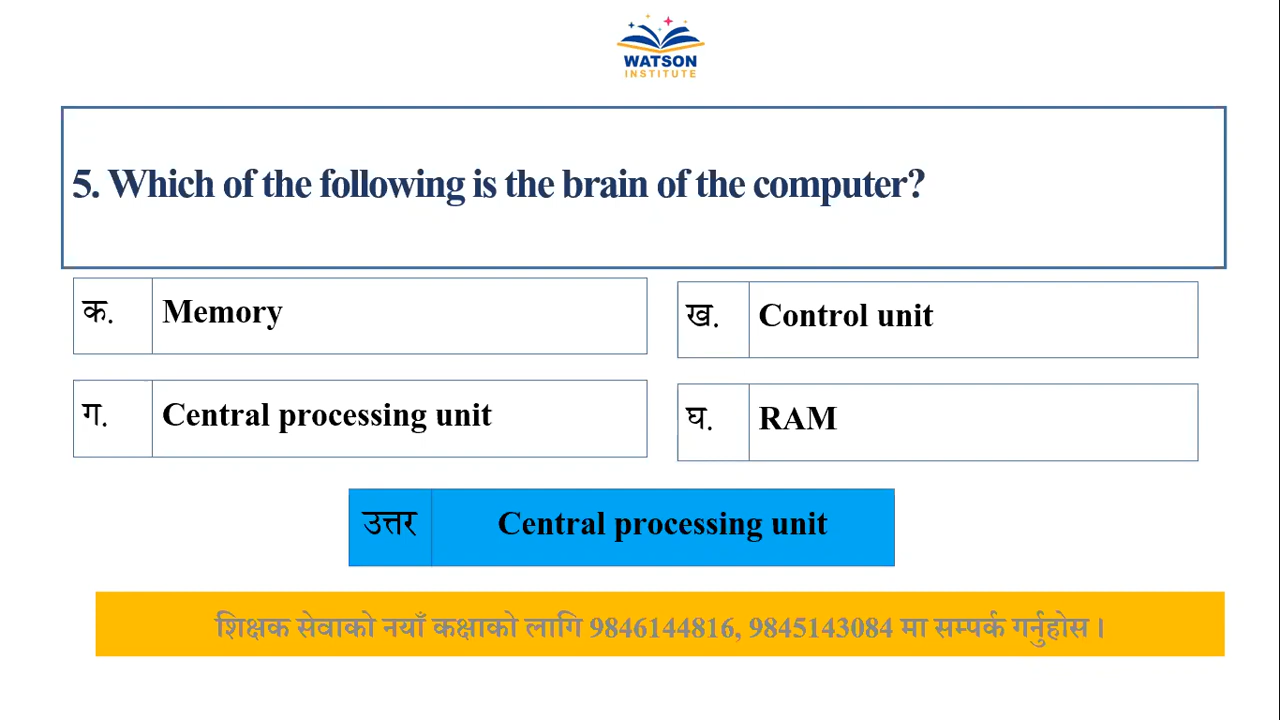 WATSON
INSTITUTE
5. Which of the following is the brain of the computer?
क. Memory
ख. Control unit
ग. Central processing unit
घ. RAM
उत्तर Central processing unit
शिक्षक सेवाको नयाँ कक्षाको लागि 9846144816, 9845143084 मा सम्पर्क गर्नुहोस ।